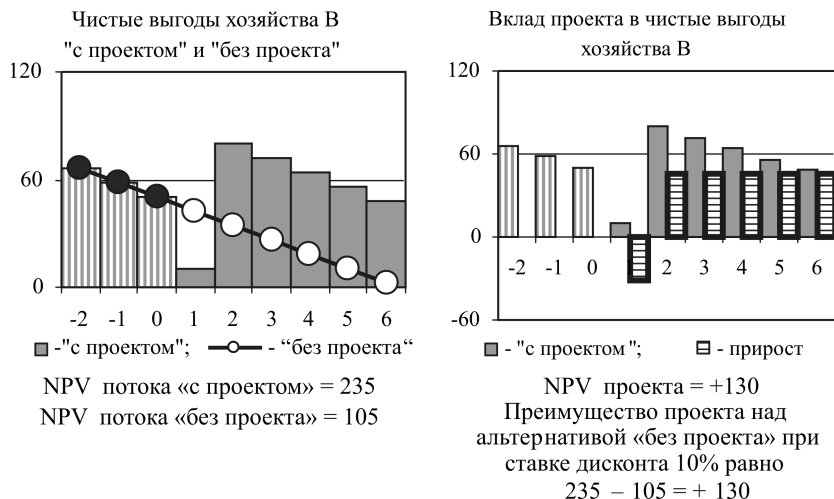 Чистые выгоды хозяйства В
"с проектом" и "без проекта"
120
60
0
-2 -1 0 1 2 3 4 5 6
-"с проектом"; - “без проекта“
NPV потока «с проектом» = 235
NPV потока «без проекта» = 105
Вклад проекта в чистые выгоды
хозяйства В
120
60
0
-60
-2 -1 0 1 2 3 4 5 6
- "с проектом"; - прирост
NPV проекта = +130
Преимущество проекта над
альтернативой «без проекта» при
ставке дисконта 10% равно
235 – 105 = + 130